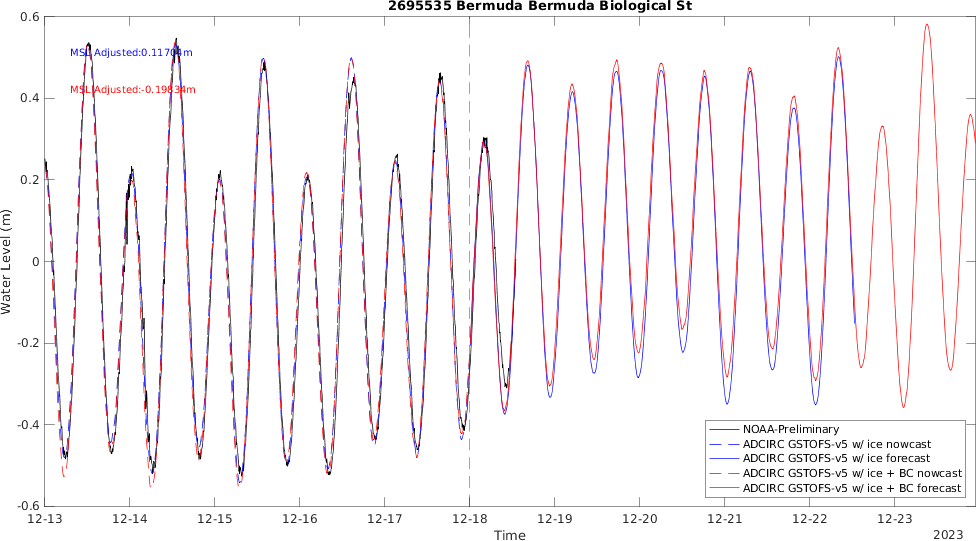 2695535 Bermuda Bermuda Biological St
0.6
MSL Adjusted:0.11704m
MSL Adjusted:-0.19834m
0.4
0.2
0
-0.2
-0.4
-0.6
Water Level (m)
NOAA-Preliminary
ADCIRC GSTOFS-v5 w/ ice nowcast
ADCIRC GSTOFS-v5 w/ ice forecast
ADCIRC GSTOFS-v5 w/ ice + BC nowcast
ADCIRC GSTOFS-v5 w/ ice + BC forecast
12-13 12-14 12-15 12-16 12-17 12-18 12-19 12-20 12-21 12-22 12-23
Time
2023